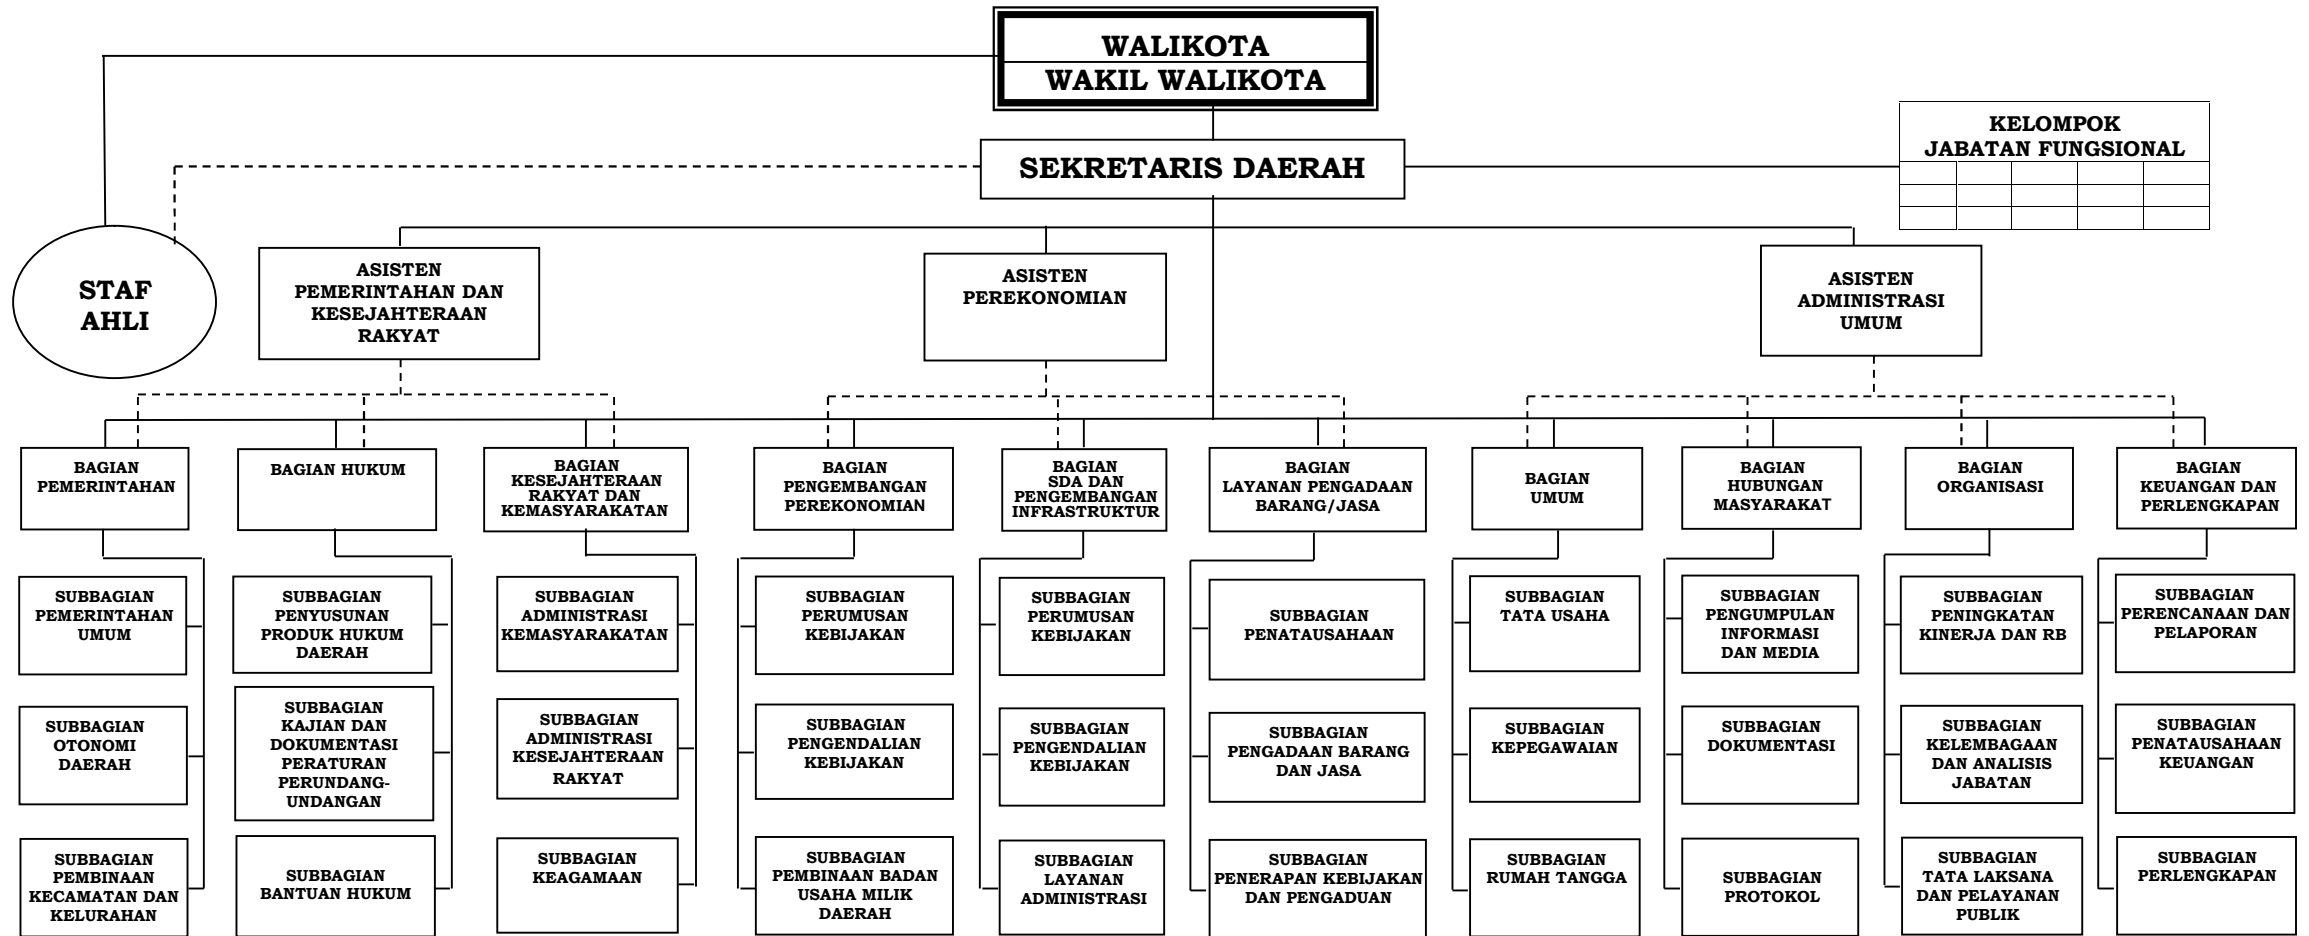 WALIKOTA
WAKIL WALIKOTA
KELOMPOK
JABATAN FUNGSIONAL
SEKRETARIS DAERAH
STAF
AHLI
ASISTEN
PEMERINTAHAN DAN
KESEJAHTERAAN
RAKYAT
ASISTEN
PEREKONOMIAN
ASISTEN
ADMINISTRASI
UMUM
BAGIAN
PEMERINTAHAN
BAGIAN HUKUM
BAGIAN
KESEJAHTERAAN
RAKYAT DAN
KEMASYARAKATAN
BAGIAN
PENGEMBANGAN
PEREKONOMIAN
BAGIAN
SDA DAN
PENGEMBANGAN
INFRASTRUKTUR
BAGIAN
LAYANAN PENGADAAN
BARANG/JASA
BAGIAN
UMUM
BAGIAN
HUBUNGAN
MASYARAKAT
BAGIAN
ORGANISASI
BAGIAN
KEUANGAN DAN
PERLENGKAPAN
SUBBAGIAN
PEMERINTAHAN
UMUM
SUBBAGIAN
PENYUSUNAN
PRODUK HUKUM
DAERAH
SUBBAGIAN
ADMINISTRASI
KEMASYARAKATAN
SUBBAGIAN
PERUMUSAN
KEBIJAKAN
SUBBAGIAN
PERUMUSAN
KEBIJAKAN
SUBBAGIAN
PENATAUSAHAAN
SUBBAGIAN
TATA USAHA
SUBBAGIAN
PENGUMPULAN
INFORMASI
DAN MEDIA
SUBBAGIAN
PENINGKATAN
KINERJA DAN RB
SUBBAGIAN
PERENCANAAN DAN
PELAPORAN
SUBBAGIAN
OTONOMI
DAERAH
SUBBAGIAN
KAJIAN DAN
DOKUMENTASI
PERATURAN
PERUNDANG-
UNDANGAN
SUBBAGIAN
ADMINISTRASI
KESEJAHTERAAN
RAKYAT
SUBBAGIAN
PENGENDALIAN
KEBIJAKAN
SUBBAGIAN
PENGENDALIAN
KEBIJAKAN
SUBBAGIAN
PENGADAAN BARANG
DAN JASA
SUBBAGIAN
KEPEGAWAIAN
SUBBAGIAN
DOKUMENTASI
SUBBAGIAN
KELEMBAGAAN
DAN ANALISIS
JABATAN
SUBBAGIAN
PENATAUSAHAAN
KEUANGAN
SUBBAGIAN
PEMBINAAN
KECAMATAN DAN
KELURAHAN
SUBBAGIAN
BANTUAN HUKUM
SUBBAGIAN
KEAGAMAAN
SUBBAGIAN
PEMBINAAN BADAN
USAHA MILIK
DAERAH
SUBBAGIAN
LAYANAN
ADMINISTRASI
SUBBAGIAN
PENERAPAN KEBIJAKAN
DAN PENGADUAN
SUBBAGIAN
RUMAH TANGGA
SUBBAGIAN
PROTOKOL
SUBBAGIAN
TATA LAKSANA
DAN PELAYANAN
PUBLIK
SUBBAGIAN
PERLENGKAPAN